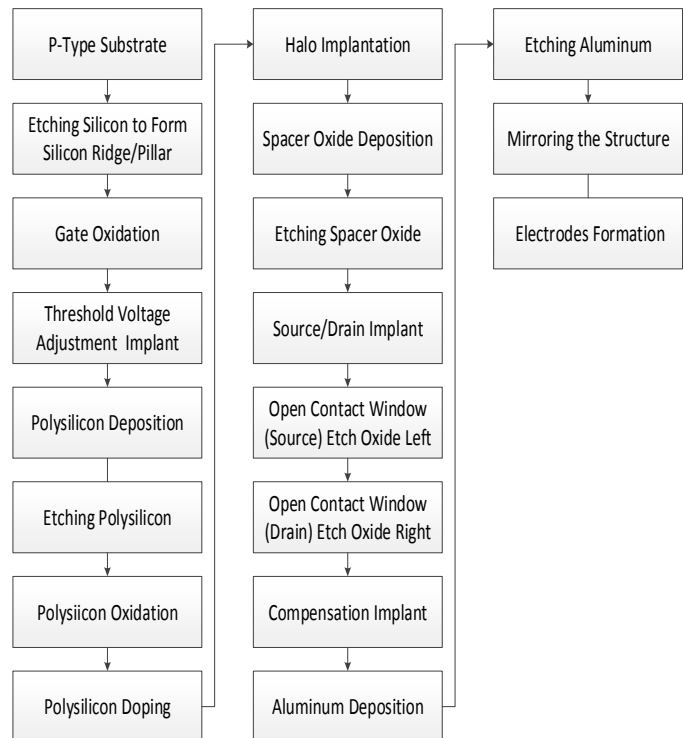 P-Type Substrate
Etching Silicon to Form
Silicon Ridge/Pillar
Gate Oxidation
Threshold Voltage
Adjustment Implant
Polysilicon Deposition
Etching Polysilicon
Polysiicon Oxidation
Polysilicon Doping
Halo Implantation
Spacer Oxide Deposition
Etching Spacer Oxide
Source/Drain Implant
Open Contact Window
(Source) Etch Oxide Left
Open Contact Window
(Drain) Etch Oxide Right
Compensation Implant
Aluminum Deposition
Etching Aluminum
Mirroring the Structure
Electrodes Formation